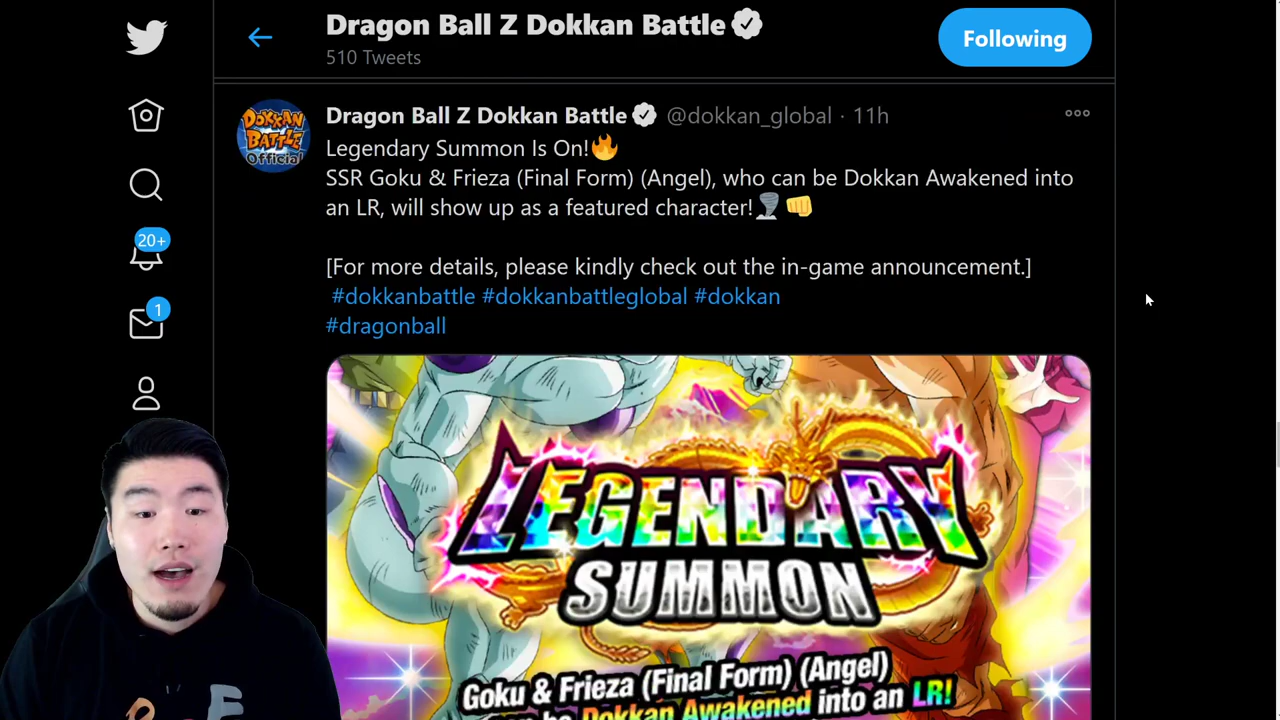 Dragon Ball Z Dokkan Battle
510 Tweets
Following
Dragon Ball Z Dokkan Battle @dokkan_global · 11h
Legendary Summon Is On!🔥
SSR Goku & Frieza (Final Form) (Angel), who can be Dokkan Awakened into
an LR, will show up as a featured character!🌪️👊
[For more details, please kindly check out the in-game announcement.]
#dokkanbattle #dokkanbattleglobal #dokkan
#dragonball
DOKKAN
BATTLE
Official
20+
1
LEGENDARY
SUMMON
Goku & Frieza (Final Form) (Angel)
can be Dokkan Awakened into an LR!